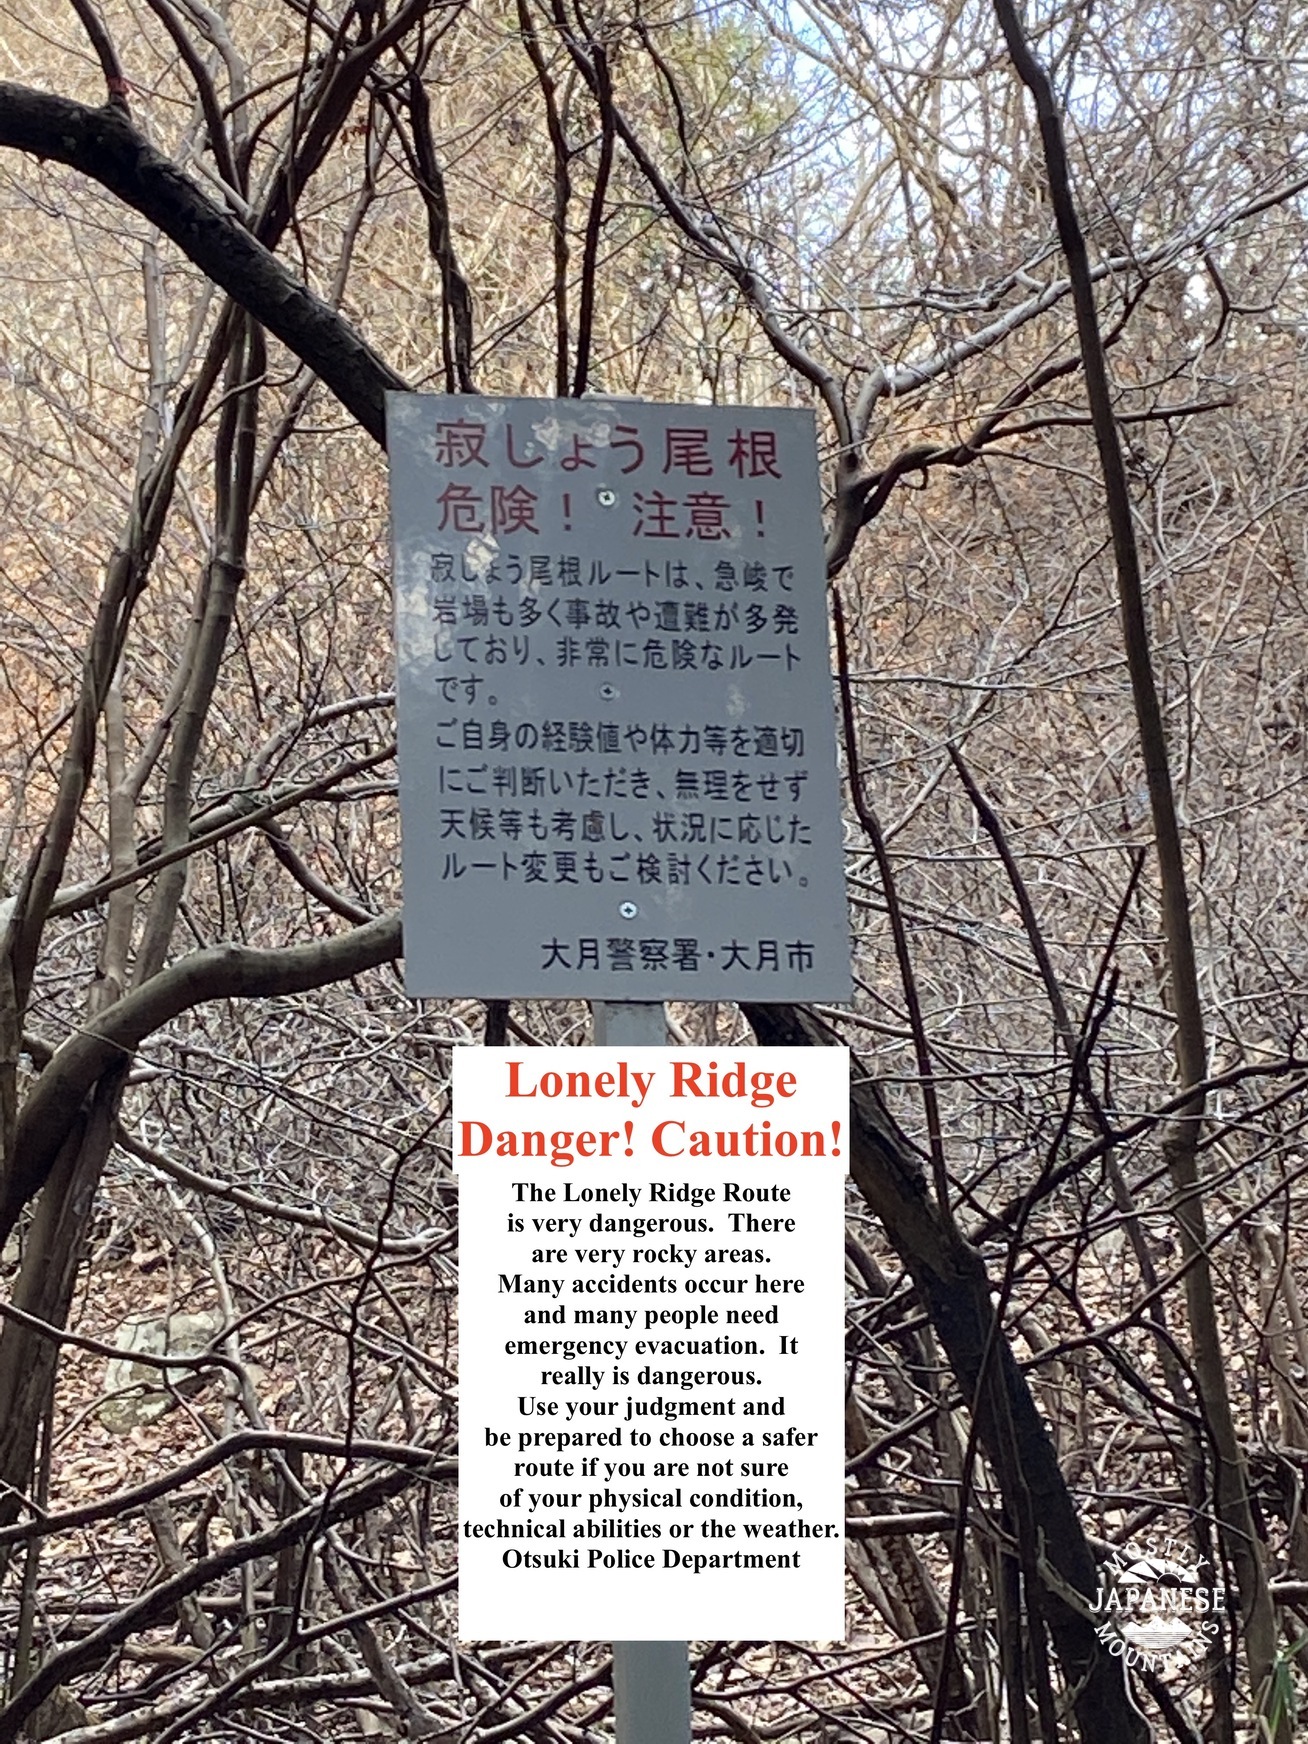 寂しょう尾根
危険！ 注意！
寂しょう尾根ルートは、急峻で
岩場も多く事故や遭難が多発
しており、非常に危険なルート
です。
ご自身の経験値や体力等を適切
にご判断いただき、無理をせず
天候等も考慮し、状況に応じた
ルート変更もご検討ください。
大月警察署・大月市
Lonely Ridge
Danger! Caution!
The Lonely Ridge Route
is very dangerous. There
are very rocky areas.
Many accidents occur here
and many people need
emergency evacuation. It
really is dangerous.
Use your judgment and
be prepared to choose a safer
route if you are not sure
of your physical condition,
technical abilities or the weather.
Otsuki Police Department
MOSTLY
JAPANESE
MOUNTAINS